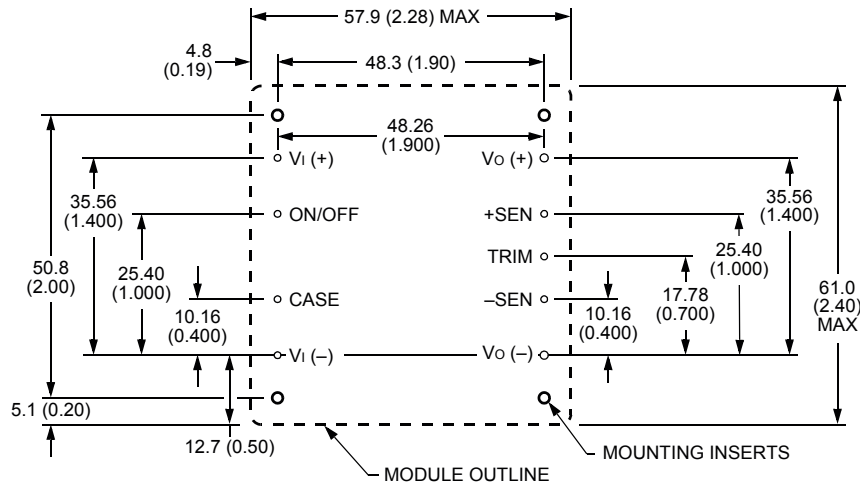 57.9 (2.28) MAX
4.8
(0.19)
48.3 (1.90)
48.26
(1.900)
VI (+)
VO (+)
35.56
(1.400)
35.56
(1.400)
ON/OFF
+SEN
50.8
(2.00)
25.40
(1.000)
TRIM
25.40
(1.000)
61.0
(2.40)
MAX
17.78
(0.700)
CASE
–SEN
10.16
(0.400)
10.16
(0.400)
VI (–)
VO (–)
5.1 (0.20)
12.7 (0.50)
MOUNTING INSERTS
MODULE OUTLINE